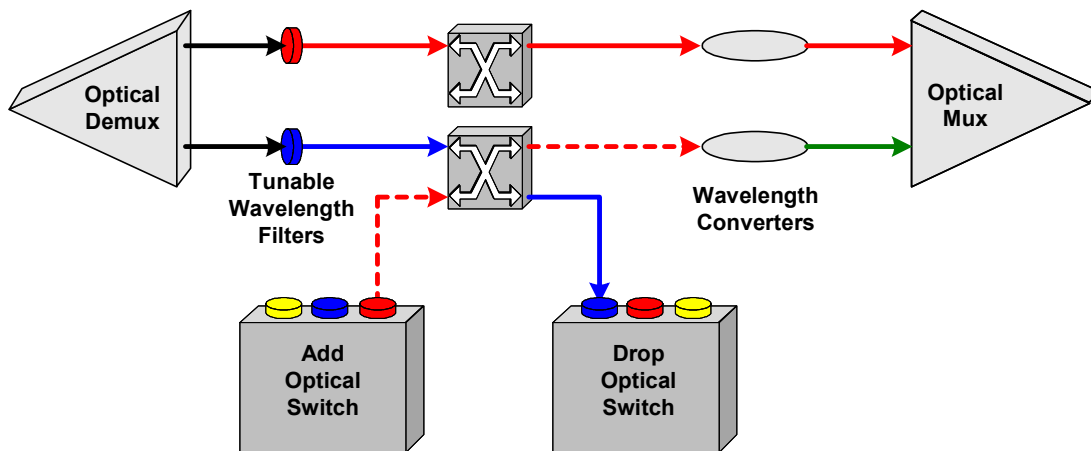 Optical
Demux
Optical
Mux
Tunable
Wavelength
Filters
Wavelength
Converters
Add
Optical
Switch
Drop
Optical
Switch